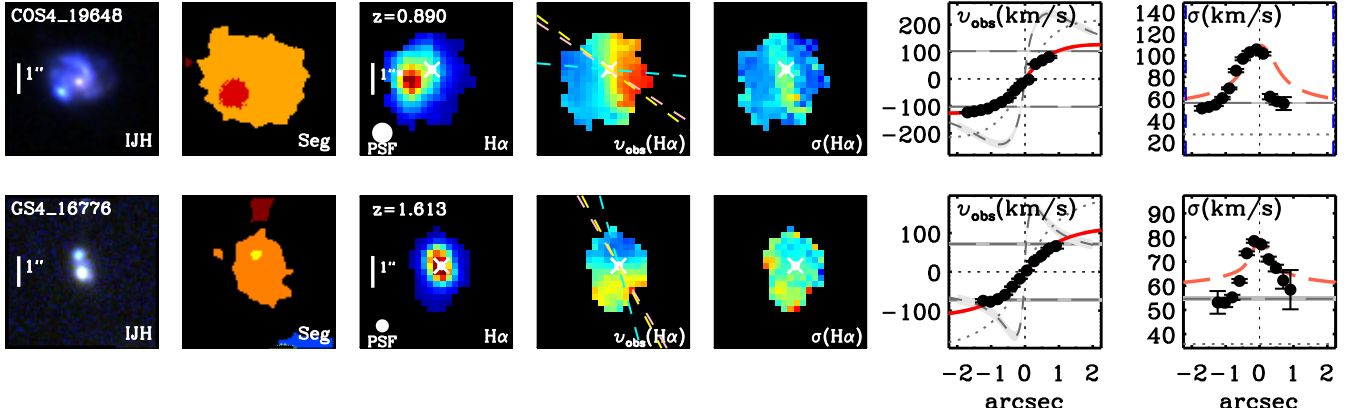 COS4_19648
1"
IJH
Seg
z=0.890
1"
PSF
Hα
υobs(Hα)
σ(Hα)
υobs(km/s)
200
100
0
−100
−200
σ(km/s)
140
120
100
80
60
40
20
GS4_16776
1"
IJH
Seg
z=1.613
1"
PSF
Hα
υobs(Hα)
σ(Hα)
υobs(km/s)
100
0
−100
−2 −1 0 1 2
arcsec
σ(km/s)
90
80
70
60
50
40
−2 −1 0 1 2
arcsec